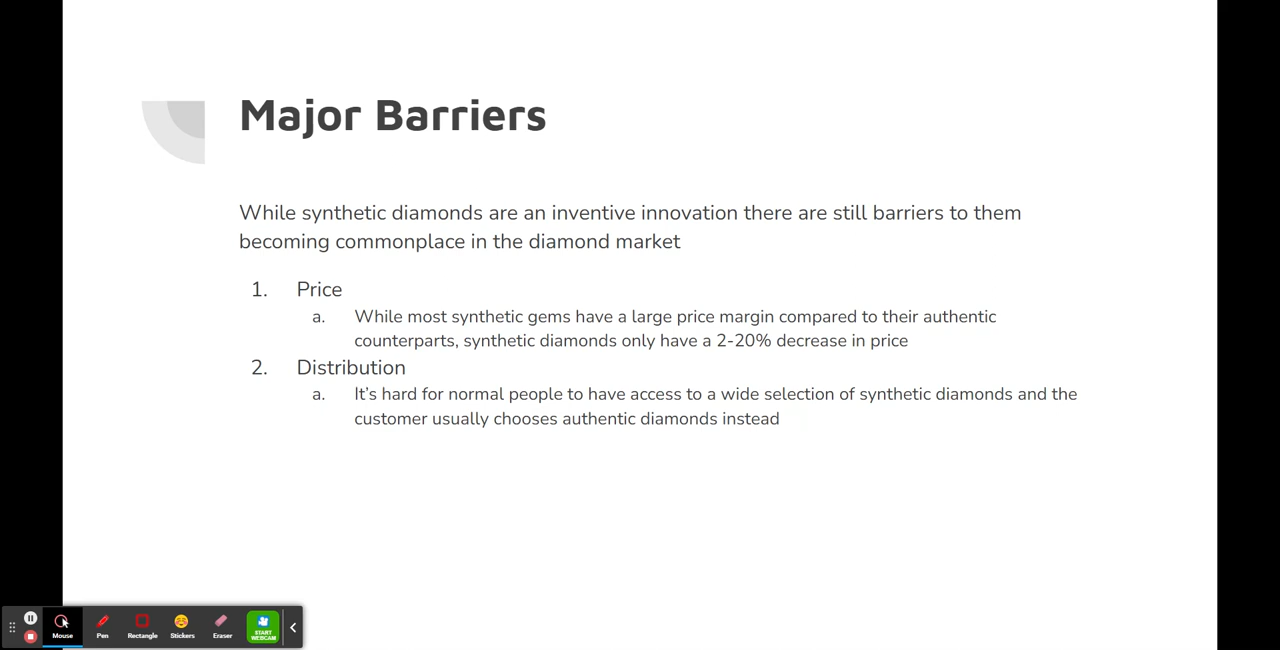 Major Barriers
While synthetic diamonds are an inventive innovation there are still barriers to them
becoming commonplace in the diamond market
1. Price
a. While most synthetic gems have a large price margin compared to their authentic
counterparts, synthetic diamonds only have a 2-20% decrease in price
2. Distribution
a. It’s hard for normal people to have access to a wide selection of synthetic diamonds and the
customer usually chooses authentic diamonds instead
Mouse Pen Rectangle Stickers Eraser START
WEBCAM